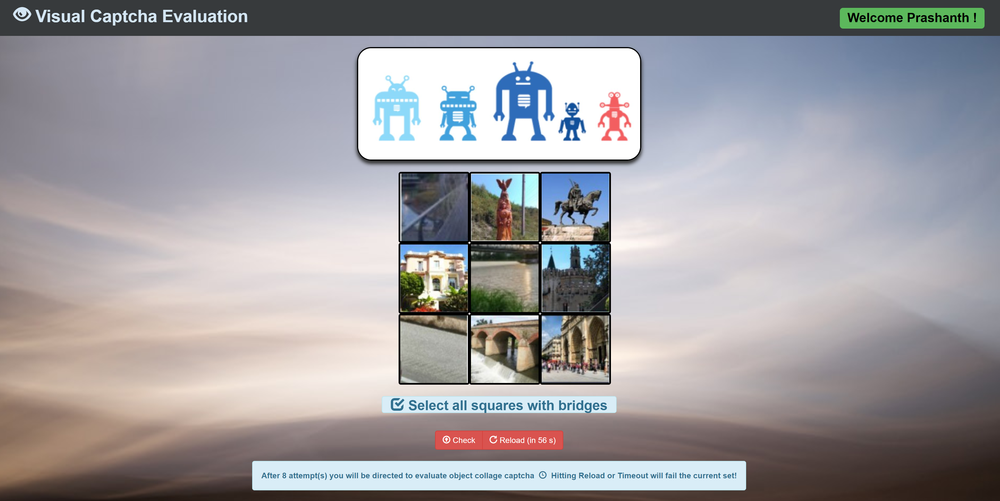 Visual Captcha Evaluation
Welcome Prashanth !
Select all squares with bridges
Check
Reload (in 56 s)
After 8 attempt(s) you will be directed to evaluate object collage captcha Hitting Reload or Timeout will fail the current set!